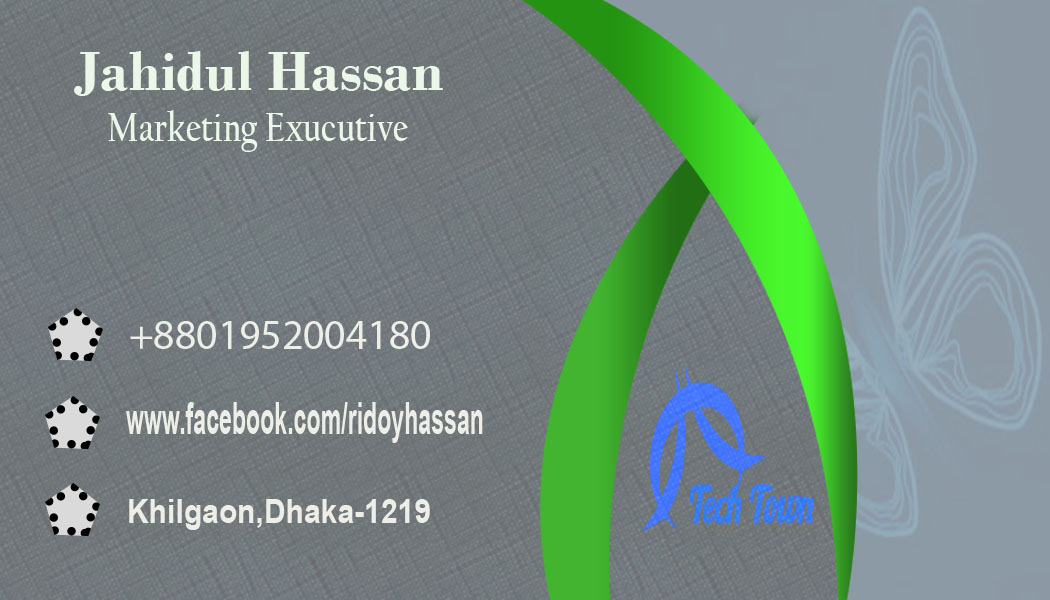 Jahidul Hassan
Marketing Exucutive
+8801952004180
www.facebook.com/ridoyhassan
Khilgaon,Dhaka-1219
Tech Town